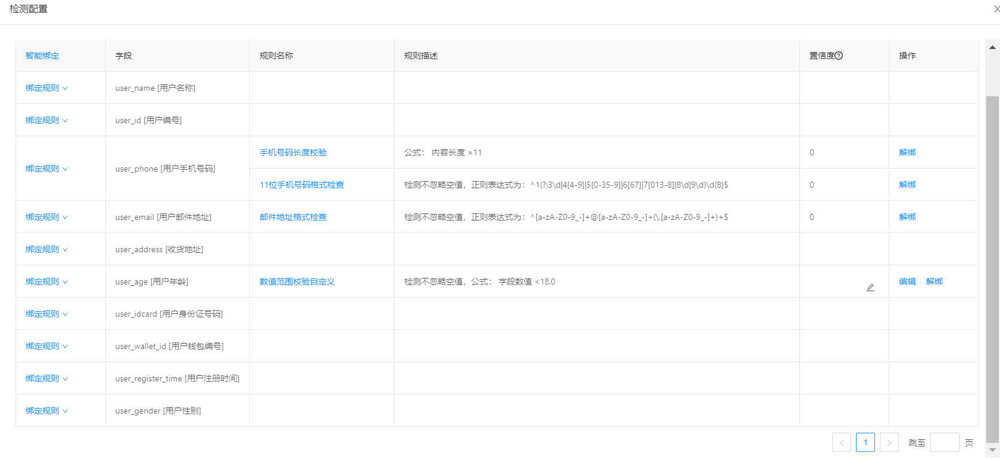 检测配置
智能绑定 字段 规则名称 规则描述 置信度 操作
绑定规则 user_name [用户名称]
绑定规则 user_id [用户编号]
绑定规则 user_phone [用户手机号码]
手机号码长度校验 公式： 内容长度 =11 0 解绑
11位手机号码格式检查 检测不忽略空值，正则表达式为：^1(?:3\d|4[4-9]|5[0-35-9]|6[67]|7[013-8]|8\d|9\d)\d{8}$ 0 解绑
绑定规则 user_email [用户邮件地址] 邮件地址格式检查 检测不忽略空值，正则表达式为：^[a-zA-Z0-9_-]+@[a-zA-Z0-9_-]+(\.[a-zA-Z0-9_-]+)+$ 0 解绑
绑定规则 user_address [收货地址]
绑定规则 user_age [用户年龄] 数值范围校验自定义 检测不忽略空值，公式： 字段数值 <18.0 编辑 解绑
绑定规则 user_idcard [用户身份证号码]
绑定规则 user_wallet_id [用户钱包编号]
绑定规则 user_register_time [用户注册时间]
绑定规则 user_gender [用户性别]
< 1 > 跳至 页